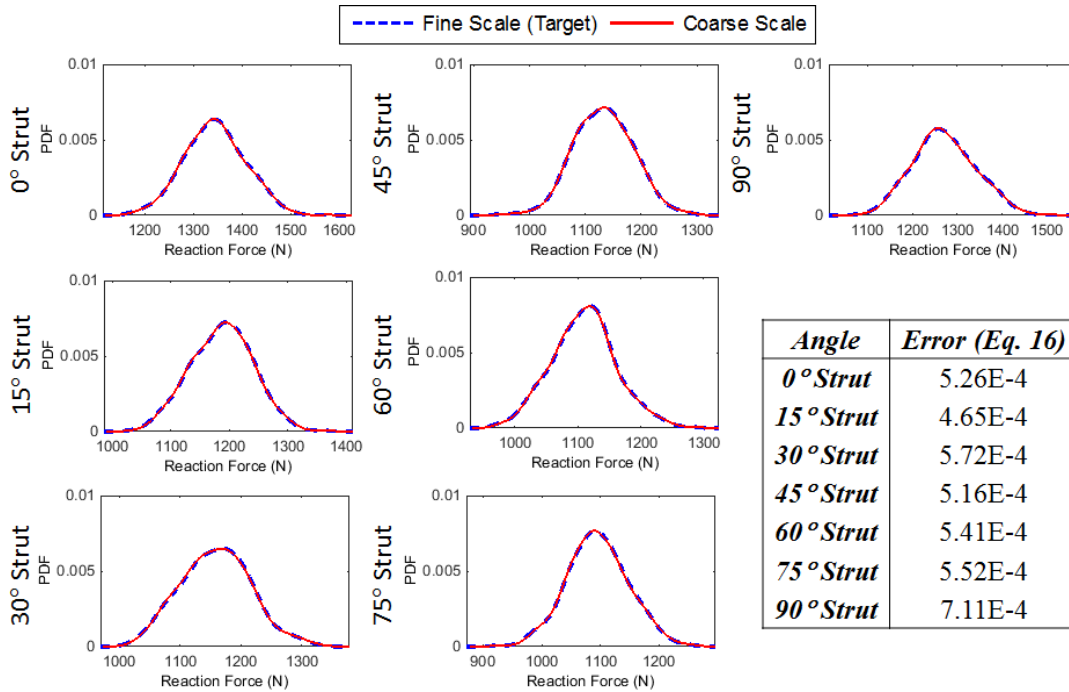 Fine Scale (Target) Coarse Scale
0° Strut
PDF
0.01
0.005
0
1200 1300 1400 1500 1600
Reaction Force (N)
45° Strut
PDF
0.01
0.005
0
900 1000 1100 1200 1300
Reaction Force (N)
90° Strut
PDF
0.01
0.005
0
1100 1200 1300 1400 1500
Reaction Force (N)
15° Strut
PDF
0.01
0.005
0
1000 1100 1200 1300 1400
Reaction Force (N)
60° Strut
PDF
0.01
0.005
0
1000 1100 1200 1300
Reaction Force (N)
30° Strut
PDF
0.01
0.005
0
1000 1100 1200 1300
Reaction Force (N)
75° Strut
PDF
0.01
0.005
0
900 1000 1100 1200
Reaction Force (N)
Angle Error (Eq. 16)
0° Strut 5.26E-4
15° Strut 4.65E-4
30° Strut 5.72E-4
45° Strut 5.16E-4
60° Strut 5.41E-4
75° Strut 5.52E-4
90° Strut 7.11E-4